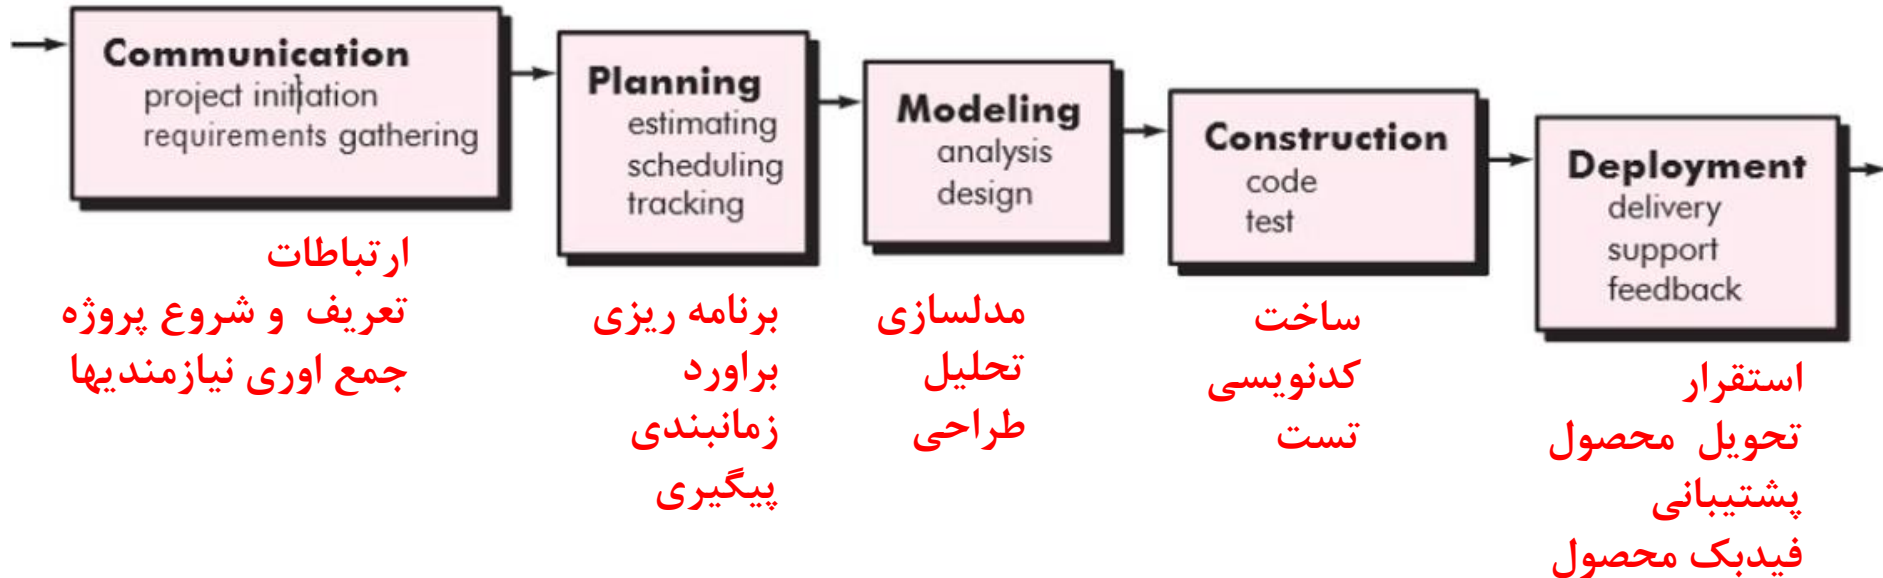 Communication
project initiation
requirements gathering
ارتباطات
تعریف و شروع پروژه
جمع اوری نیازمندیها
Planning
estimating
scheduling
tracking
برنامه ریزی
براورد
زمانبندی
پیگیری
Modeling
analysis
design
مدلسازی
تحلیل
طراحی
Construction
code
test
ساخت
کدنویسی
تست
Deployment
delivery
support
feedback
استقرار
تحویل محصول
پشتیبانی
فیدبک محصول